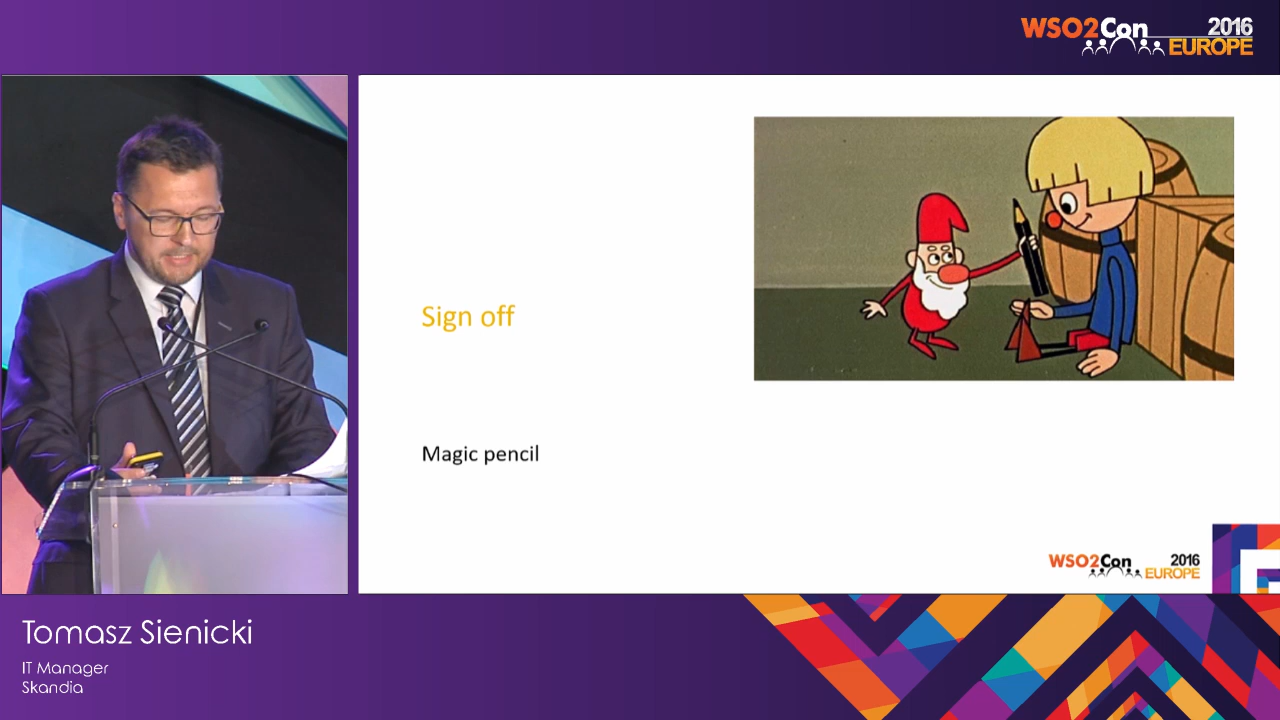 WSO2Con 2016
EUROPE
Sign off
Magic pencil
WSO2Con 2016
EUROPE
Tomasz Sienicki
IT Manager
Skandia